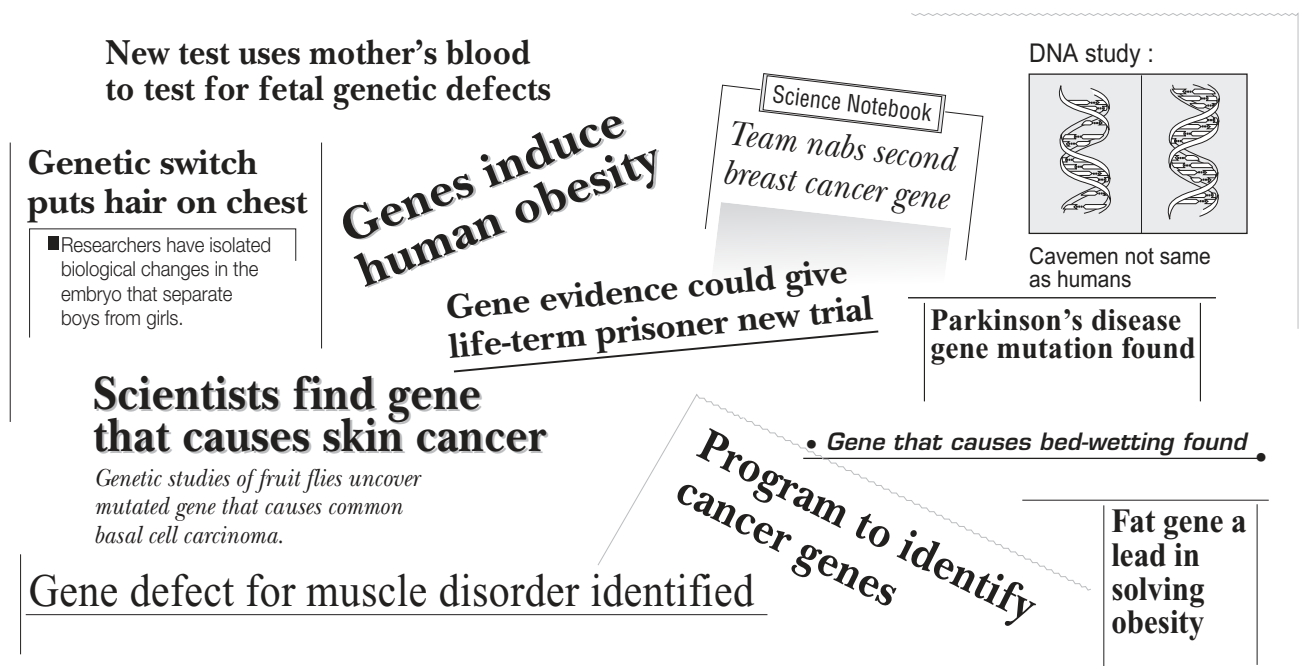 New test uses mother’s blood
to test for fetal genetic defects
Genetic switch
puts hair on chest
■ Researchers have isolated
biological changes in the
embryo that separate
boys from girls.
Genes induce
human obesity
Science Notebook
Team nabs second
breast cancer gene
DNA study :
Cavemen not same
as humans
Gene evidence could give
life-term prisoner new trial
Parkinson’s disease
gene mutation found
Scientists find gene
that causes skin cancer
Genetic studies of fruit flies uncover
mutated gene that causes common
basal cell carcinoma.
• Gene that causes bed-wetting found
Program to identify
cancer genes
Fat gene a
lead in
solving
obesity
Gene defect for muscle disorder identified